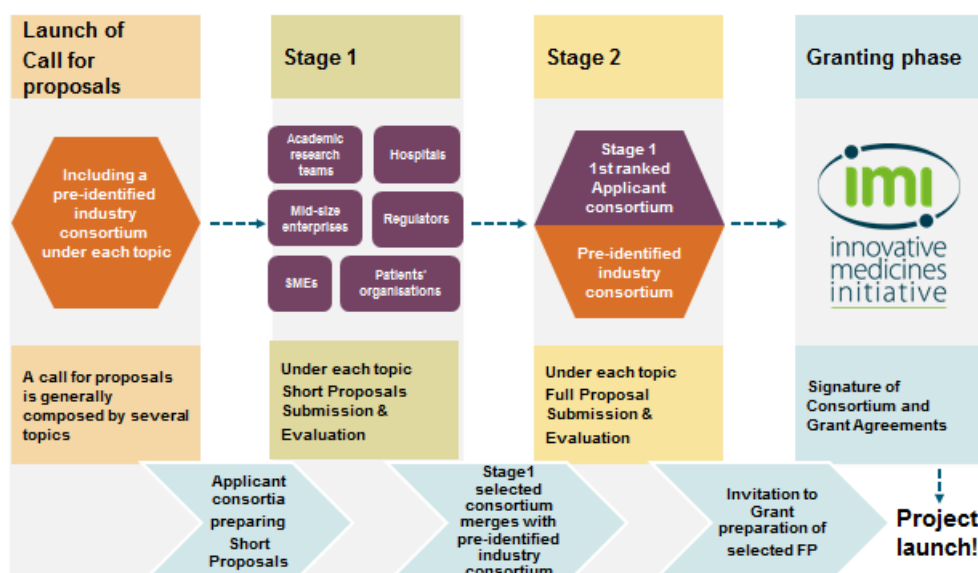 Launch of
Call for
proposals
Stage 1
Stage 2
Granting phase
Including a
pre-identified
industry
consortium
under each topic
Academic
research
teams
Hospitals
Mid-size
enterprises
Regulators
SMEs
Patients'
organisations
Stage 1
1st ranked
Applicant
consortium
Pre-identified
industry
consortium
imi
innovative
medicines
initiative
A call for proposals
is generally
composed by several
topics
Under each topic
Short Proposals
Submission &
Evaluation
Under each topic
Full Proposal
Submission &
Evaluation
Signature of
Consortium and
Grant Agreements
Applicant
consortia
preparing
Short
Proposals
Stage1
selected
consortium
merges with
pre-identified
industry
consortium
Invitation to
Grant
preparation of
selected FP
Project
launch!